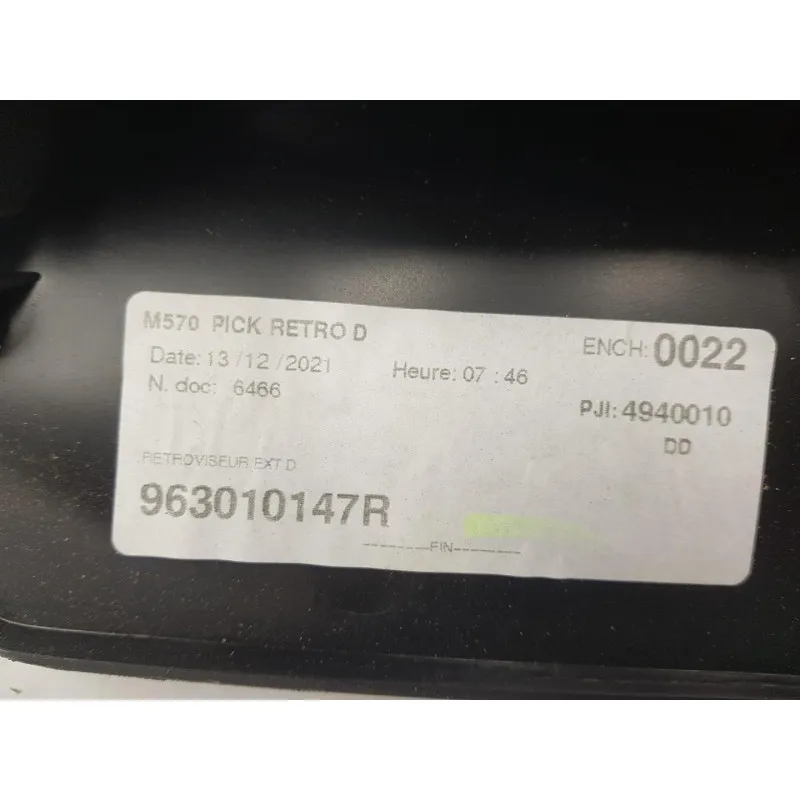 M570 PICK RETRO D
ENCH: 0022
Date: 13/12/2021
Heure: 07:46
N. doc: 6466
PJI: 4940010
DD
RETROVISEUR EXT D
963010147R
--------FIN--------